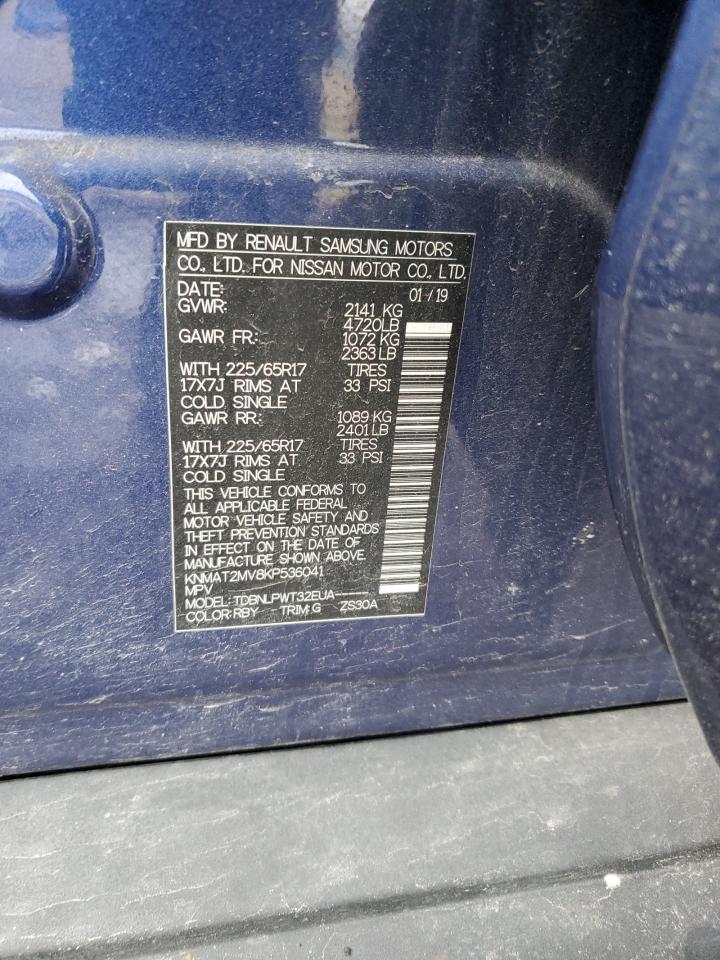 MFD BY RENAULT SAMSUNG MOTORS
CO., LTD. FOR NISSAN MOTOR CO., LTD.
DATE: 01/19
GVWR: 2141 KG
4720LB
GAWR FR: 1072 KG
2363LB
WITH 225/65R17 TIRES
17X7J RIMS AT 33 PSI
COLD SINGLE
GAWR RR: 1089 KG
2401LB
WITH 225/65R17 TIRES
17X7J RIMS AT 33 PSI
COLD SINGLE
THIS VEHICLE CONFORMS TO
ALL APPLICABLE FEDERAL
MOTOR VEHICLE SAFETY AND
THEFT PREVENTION STANDARDS
IN EFFECT ON THE DATE OF
MANUFACTURE SHOWN ABOVE.
KNMAT2MV8KP536041
MPV
MODEL: TDBNLPWT32EUA-----
COLOR:RBY TRIM:G ZS30A